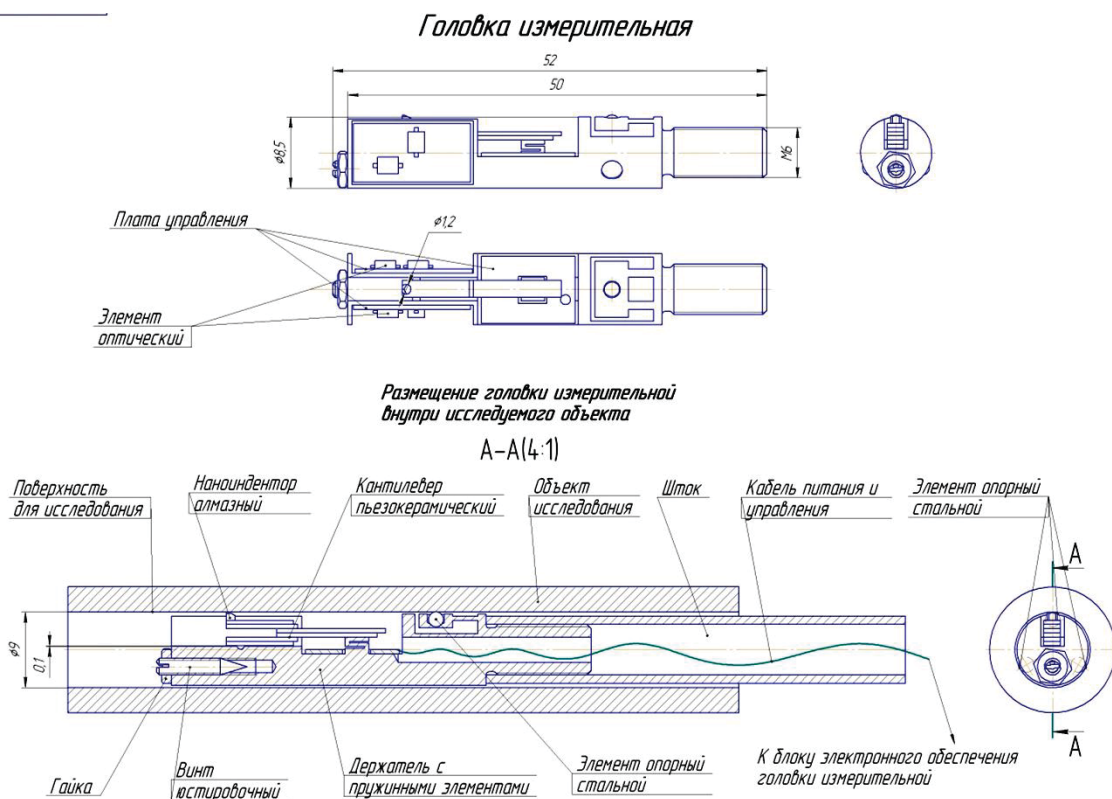 Головка измерительная
52
50
ø8,5
М6
Плата управления
ø1,2
Элемент
оптический
Размещение головки измерительной
внутри исследуемого объекта
А-А(4:1)
Поверхность
для исследования
Наноиндентор
алмазный
Кантилевер
пьезокерамический
Объект
исследования
Шток
Кабель питания и
управления
Элемент опорный
стальной
А
ø9
0,1
А
Гайка
Винт
юстировочный
Держатель с
пружинными элементами
Элемент опорный
стальной
К блоку электронного обеспечения
головки измерительной